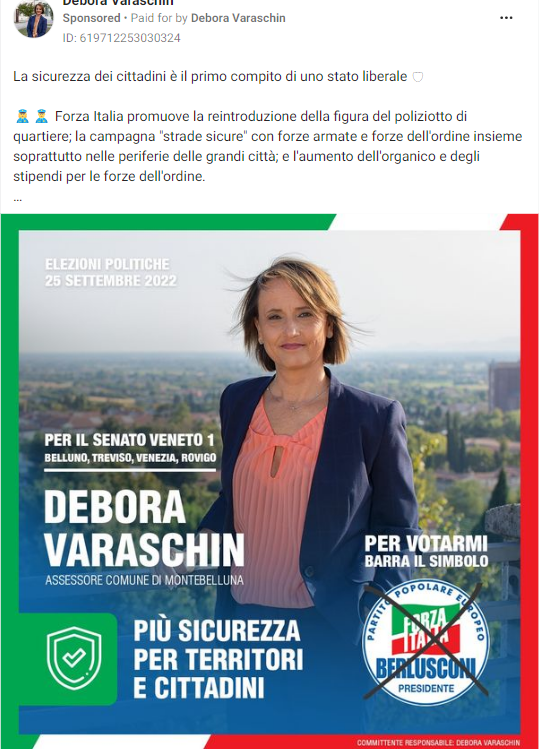 Debora Varaschin
Sponsored • Paid for by Debora Varaschin
ID: 619712253030324
La sicurezza dei cittadini è il primo compito di uno stato liberale
Forza Italia promuove la reintroduzione della figura del poliziotto di
quartiere; la campagna "strade sicure" con forze armate e forze dell'ordine insieme
soprattutto nelle periferie delle grandi città; e l'aumento dell'organico e degli
stipendi per le forze dell'ordine.
...
ELEZIONI POLITICHE
25 SETTEMBRE 2022
PER IL SENATO VENETO 1
BELLUNO, TREVISO, VENEZIA, ROVIGO
DEBORA
VARASCHIN
ASSESSORE COMUNE DI MONTEBELLUNA
PER VOTARMI
BARRA IL SIMBOLO
PARTITO POPOLARE EUROPEO
FORZA
ITALIA
BERLUSCONI
PRESIDENTE
PIÙ SICUREZZA
PER TERRITORI
E CITTADINI
COMMITTENTE RESPONSABILE: DEBORA VARASCHIN